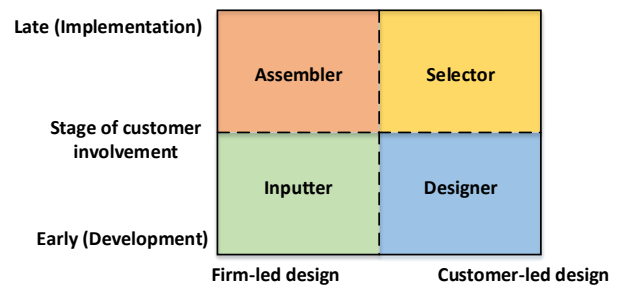 Late (Implementation)
Assembler
Selector
Stage of customer
involvement
Inputter
Designer
Early (Development)
Firm-led design
Customer-led design